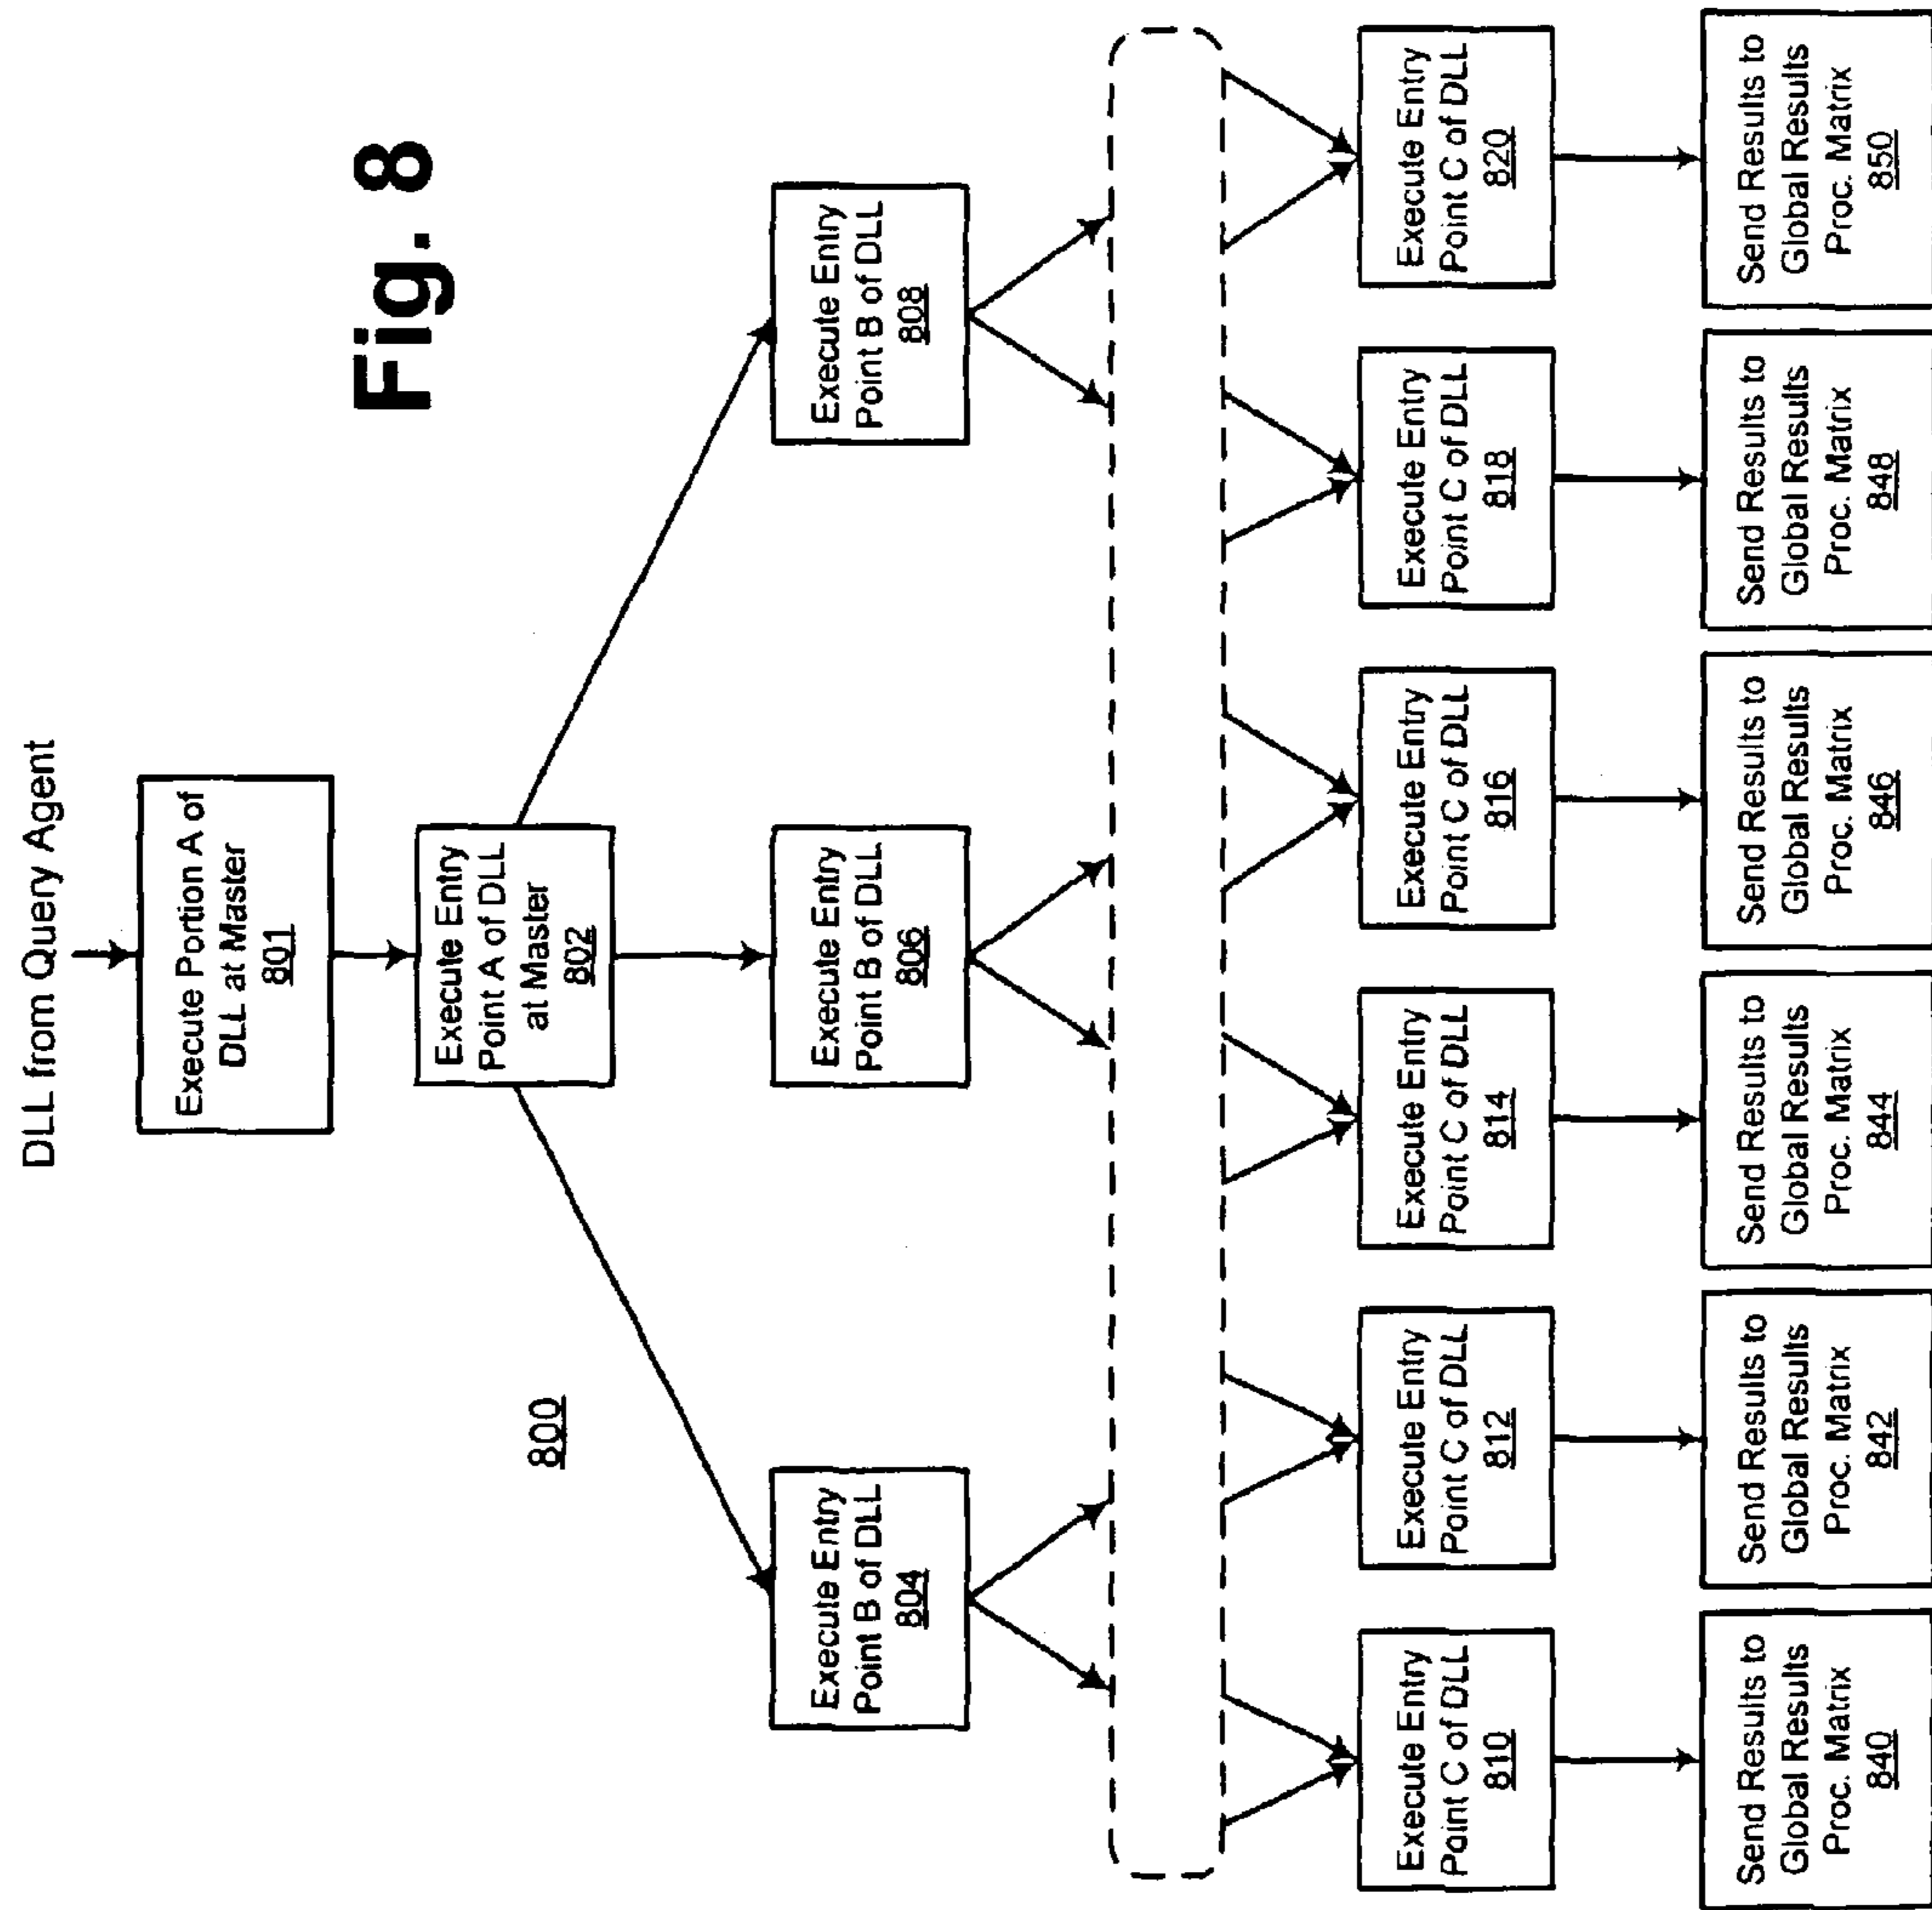 DLL from Query Agent
Fig. 8
Execute Portion A of
DLL at Master
801
Execute Entry
Point A of DLL
at Master
802
800
Execute Entry
Point B of DLL
804
Execute Entry
Point B of DLL
806
Execute Entry
Point B of DLL
808
Execute Entry
Point C of DLL
810
Execute Entry
Point C of DLL
812
Execute Entry
Point C of DLL
814
Execute Entry
Point C of DLL
816
Execute Entry
Point C of DLL
818
Execute Entry
Point C of DLL
820
Send Results to
Global Results
Proc. Matrix
840
Send Results to
Global Results
Proc. Matrix
842
Send Results to
Global Results
Proc. Matrix
844
Send Results to
Global Results
Proc. Matrix
846
Send Results to
Global Results
Proc. Matrix
848
Send Results to
Global Results
Proc. Matrix
850